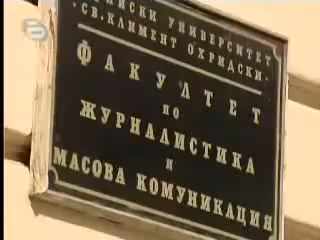 УНИВЕРСИТЕТ
„СВ. КЛИМЕНТ ОХРИДСКИ“
ФАКУЛТЕТ
ПО
ЖУРНАЛИСТИКА
И
МАСОВА КОМУНИКАЦИЯ